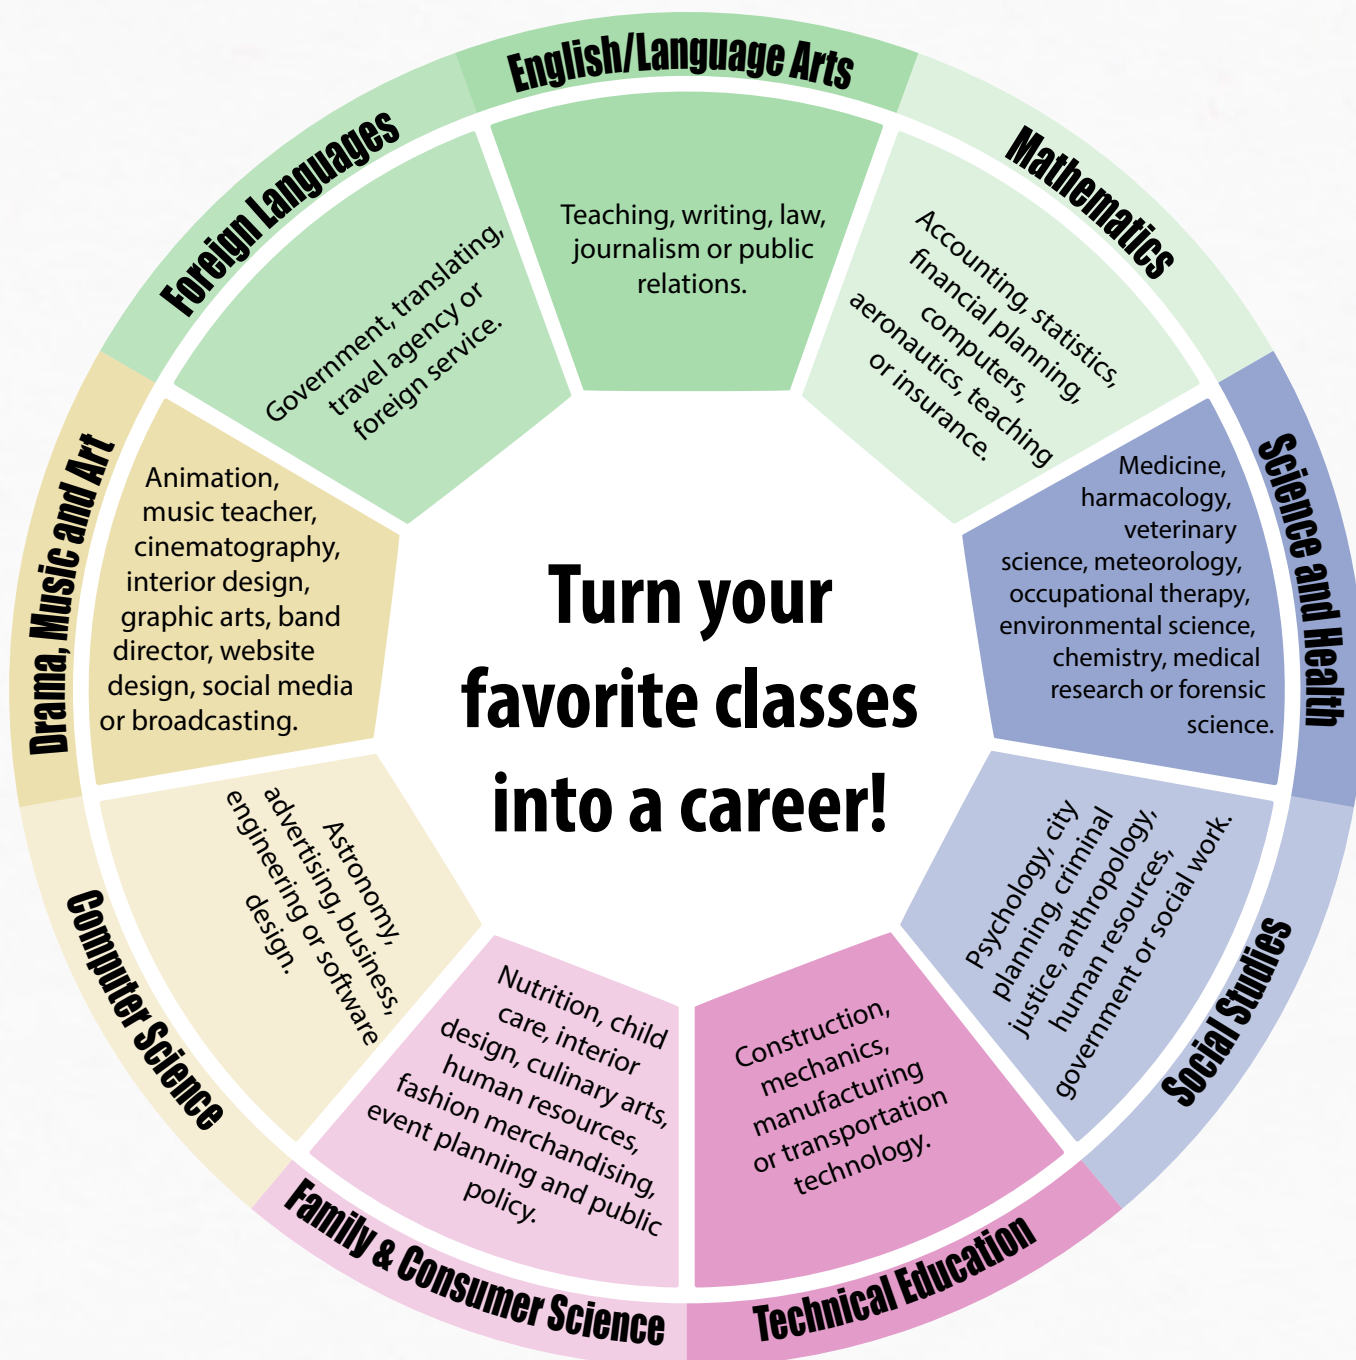 English/Language Arts
Teaching, writing, law,
journalism or public
relations.
Mathematics
Accounting, statistics,
financial planning,
computers,
aeronautics, teaching
or insurance.
Science and Health
Medicine,
harmacology,
veterinary
science, meteorology,
occupational therapy,
environmental science,
chemistry, medical
research or forensic
science.
Social Studies
Psychology, city
planning, criminal
justice, anthropology,
human resources,
government or social work.
Technical Education
Construction,
mechanics,
manufacturing
or transportation
technology.
Family & Consumer Science
Nutrition, child
care, interior
design, culinary arts,
human resources,
fashion merchandising,
event planning and public
policy.
Computer Science
Astronomy,
advertising, business,
engineering or software
design.
Drama, Music and Art
Animation,
music teacher,
cinematography,
interior design,
graphic arts, band
director, website
design, social media
or broadcasting.
Foreign Languages
Government, translating,
travel agency or
foreign service.
Turn your
favorite classes
into a career!